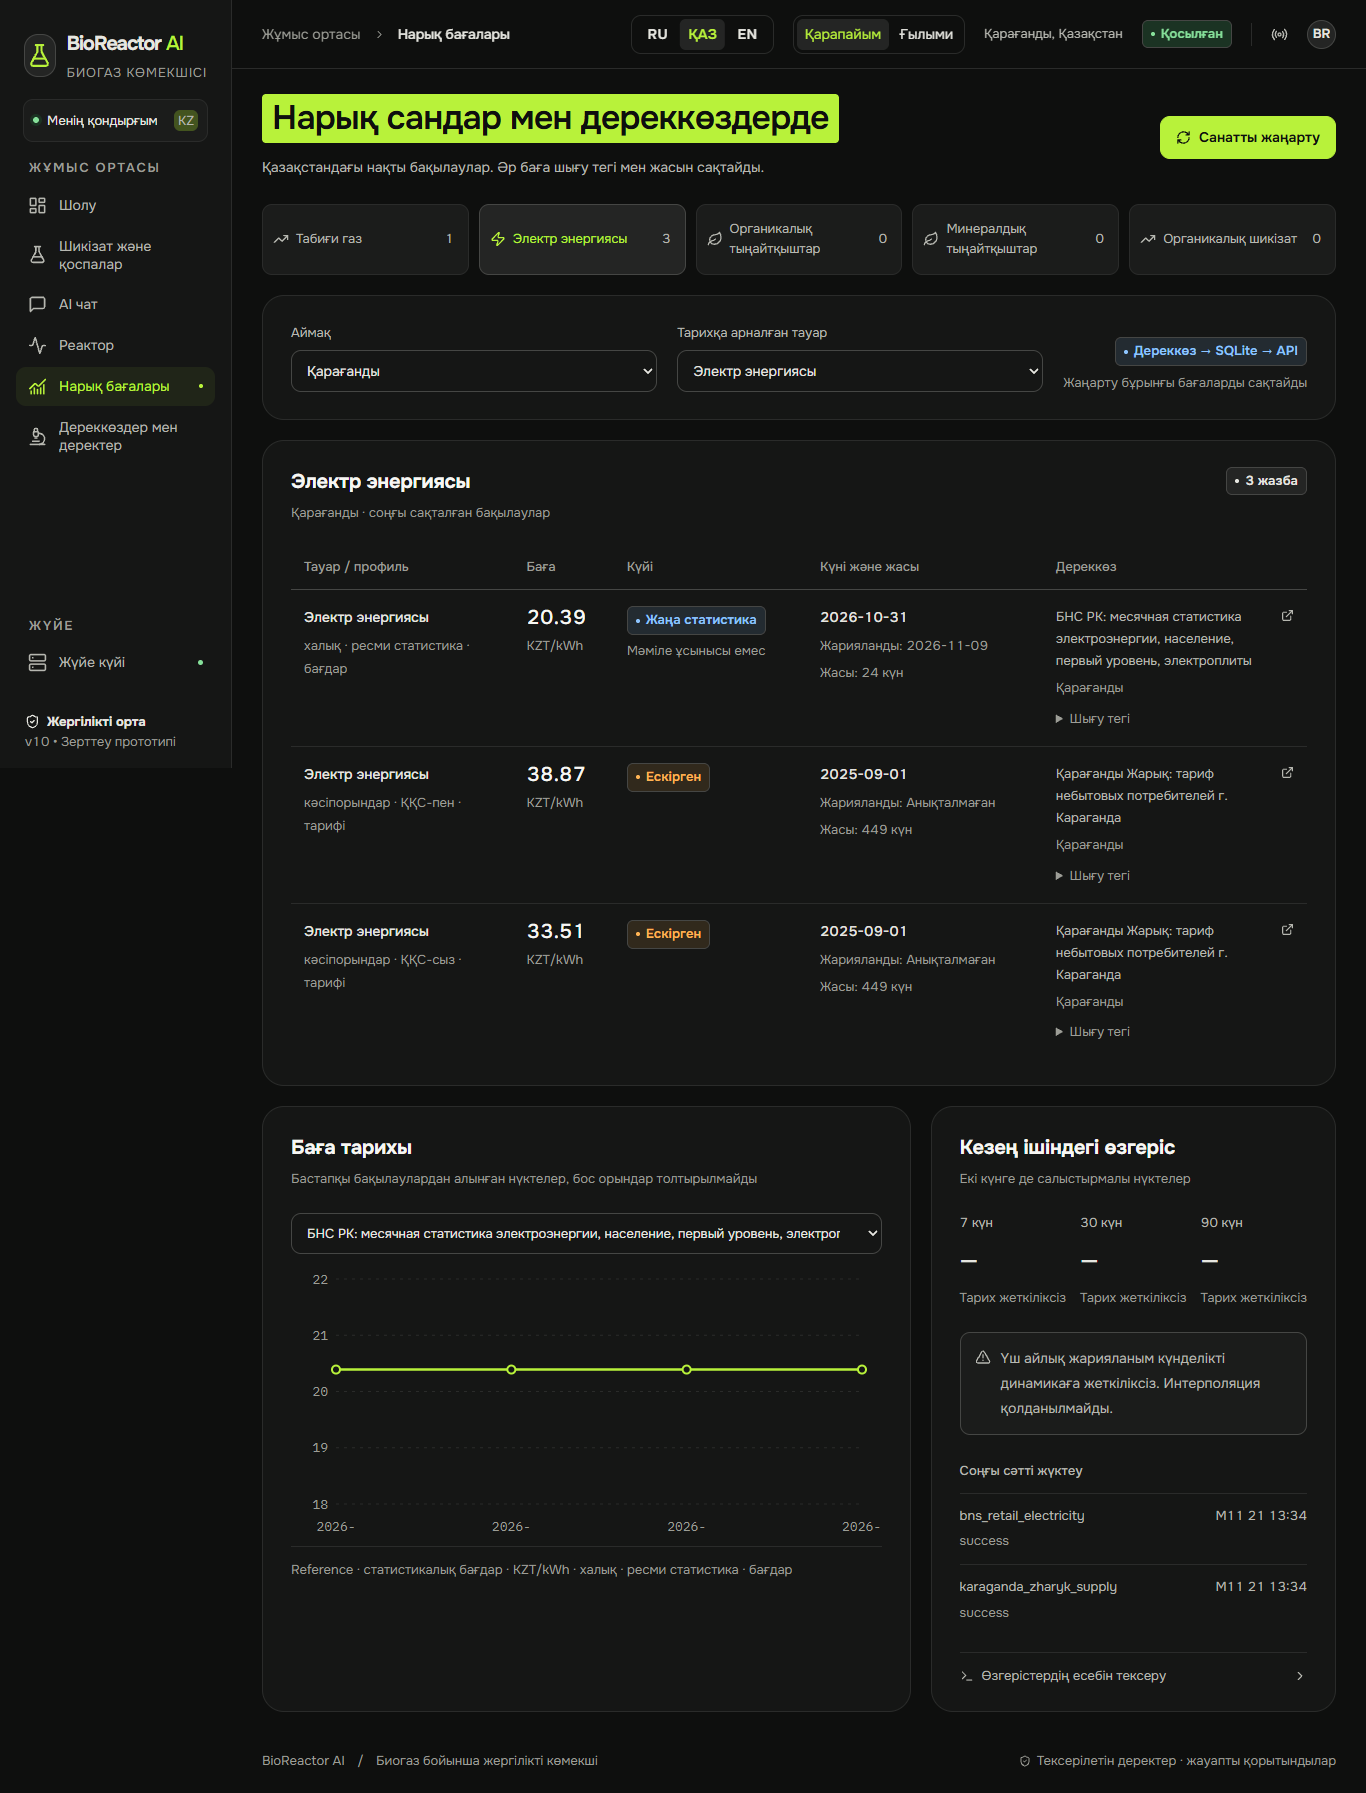 BioReactor AI
БИОГАЗ КӨМЕКШІСІ
Менің қондырғым KZ
ЖҰМЫС ОРТАСЫ
Шолу
Шикізат және
қоспалар
AI чат
Реактор
Нарық бағалары
Дереккөздер мен
деректер
ЖҮЙЕ
Жүйе күйі
Жергілікті орта
v10 • Зерттеу прототипі
Жұмыс ортасы > Нарық бағалары
RU ҚАЗ EN
Қарапайым Ғылыми
Қарағанды, Қазақстан
Қосылған
BR
Нарық сандар мен дереккөздерде
Қазақстандағы нақты бақылаулар. Әр баға шығу тегі мен жасын сақтайды.
Санатты жаңарту
Табиғи газ 1
Электр энергиясы 3
Органикалық
тыңайтқыштар 0
Минералдық
тыңайтқыштар 0
Органикалық шикізат 0
Аймақ
Қарағанды
Тарихқа арналған тауар
Электр энергиясы
Дереккөз → SQLite → API
Жаңарту бұрынғы бағаларды сақтайды
Электр энергиясы
3 жазба
Қарағанды · соңғы сақталған бақылаулар
Тауар / профиль Баға Күйі Күні және жасы Дереккөз
Электр энергиясы
халық · ресми статистика ·
бағдар
20.39
KZT/kWh
Жаңа статистика
Мәміле ұсынысы емес
2026-10-31
Жарияланды: 2026-11-09
Жасы: 24 күн
БНС РК: месячная статистика
электроэнергии, население,
первый уровень, электроплиты
Қарағанды
Шығу тегі
Электр энергиясы
кәсіпорындар · ҚҚС-пен ·
тарифі
38.87
KZT/kWh
Ескірген
2025-09-01
Жарияланды: Анықталмаған
Жасы: 449 күн
Қарағанды Жарық: тариф
небытовых потребителей г.
Караганда
Қарағанды
Шығу тегі
Электр энергиясы
кәсіпорындар · ҚҚС-сыз ·
тарифі
33.51
KZT/kWh
Ескірген
2025-09-01
Жарияланды: Анықталмаған
Жасы: 449 күн
Қарағанды Жарық: тариф
небытовых потребителей г.
Караганда
Қарағанды
Шығу тегі
Баға тарихы
Бастапқы бақылаулардан алынған нүктелер, бос орындар толтырылмайды
БНС РК: месячная статистика электроэнергии, население, первый уровень, электроп
22
21
20
19
18
2026- 2026- 2026- 2026-
Reference · статистикалық бағдар · KZT/kWh · халық · ресми статистика · бағдар
Кезең ішіндегі өзгеріс
Екі күнге де салыстырмалы нүктелер
7 күн 30 күн 90 күн
— — —
Тарих жеткіліксіз Тарих жеткіліксіз Тарих жеткіліксіз
Үш айлық жарияланым күнделікті
динамикаға жеткіліксіз. Интерполяция
қолданылмайды.
Соңғы сәтті жүктеу
bns_retail_electricity M11 21 13:34
success
karaganda_zharyk_supply M11 21 13:34
success
Өзгерістердің есебін тексеру
BioReactor AI / Биогаз бойынша жергілікті көмекші
Тексерілетін деректер · жауапты қорытындылар